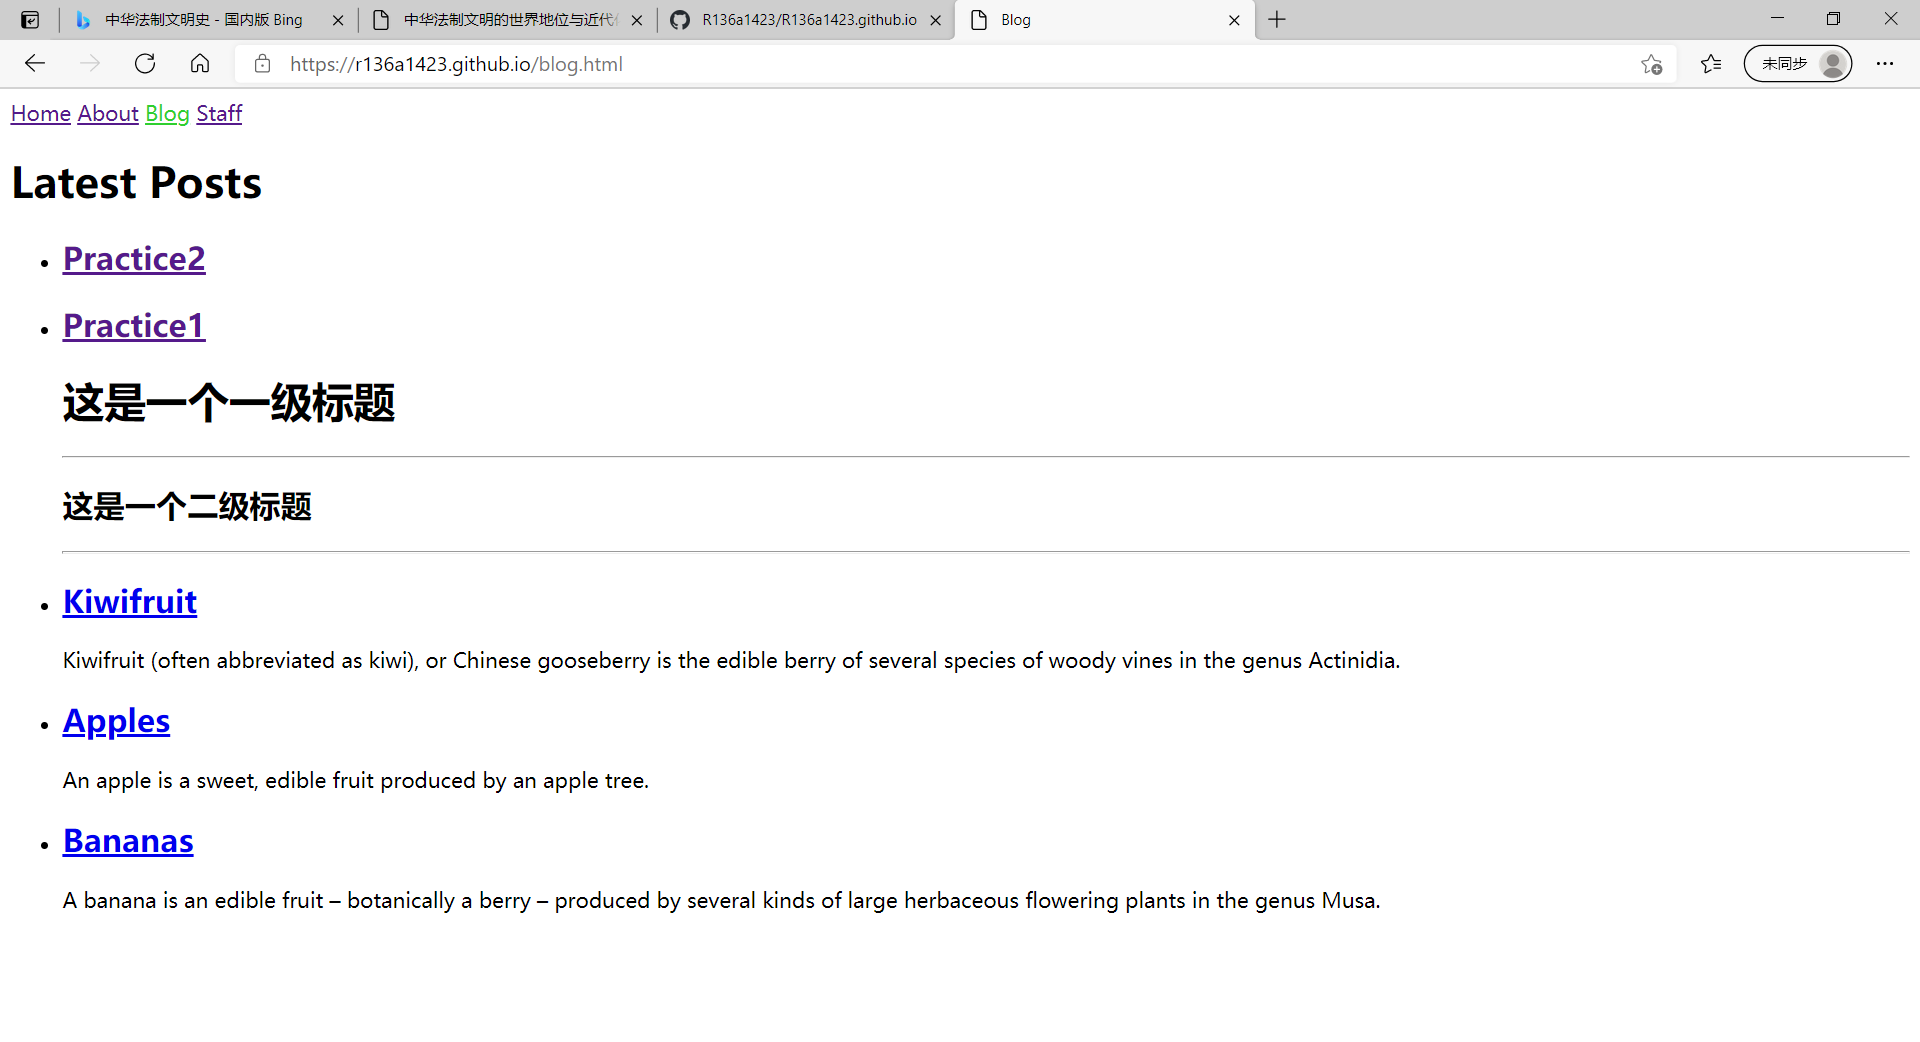 中华法制文明史 - 国内版 Bing
中华法制文明的世界地位与近代
R136a1423/R136a1423.github.io
Blog
https://r136a1423.github.io/blog.html
未同步
Home About Blog Staff
Latest Posts
Practice2
Practice1
这是一个一级标题
这是一个二级标题
Kiwifruit
Kiwifruit (often abbreviated as kiwi), or Chinese gooseberry is the edible berry of several species of woody vines in the genus Actinidia.
Apples
An apple is a sweet, edible fruit produced by an apple tree.
Bananas
A banana is an edible fruit – botanically a berry – produced by several kinds of large herbaceous flowering plants in the genus Musa.